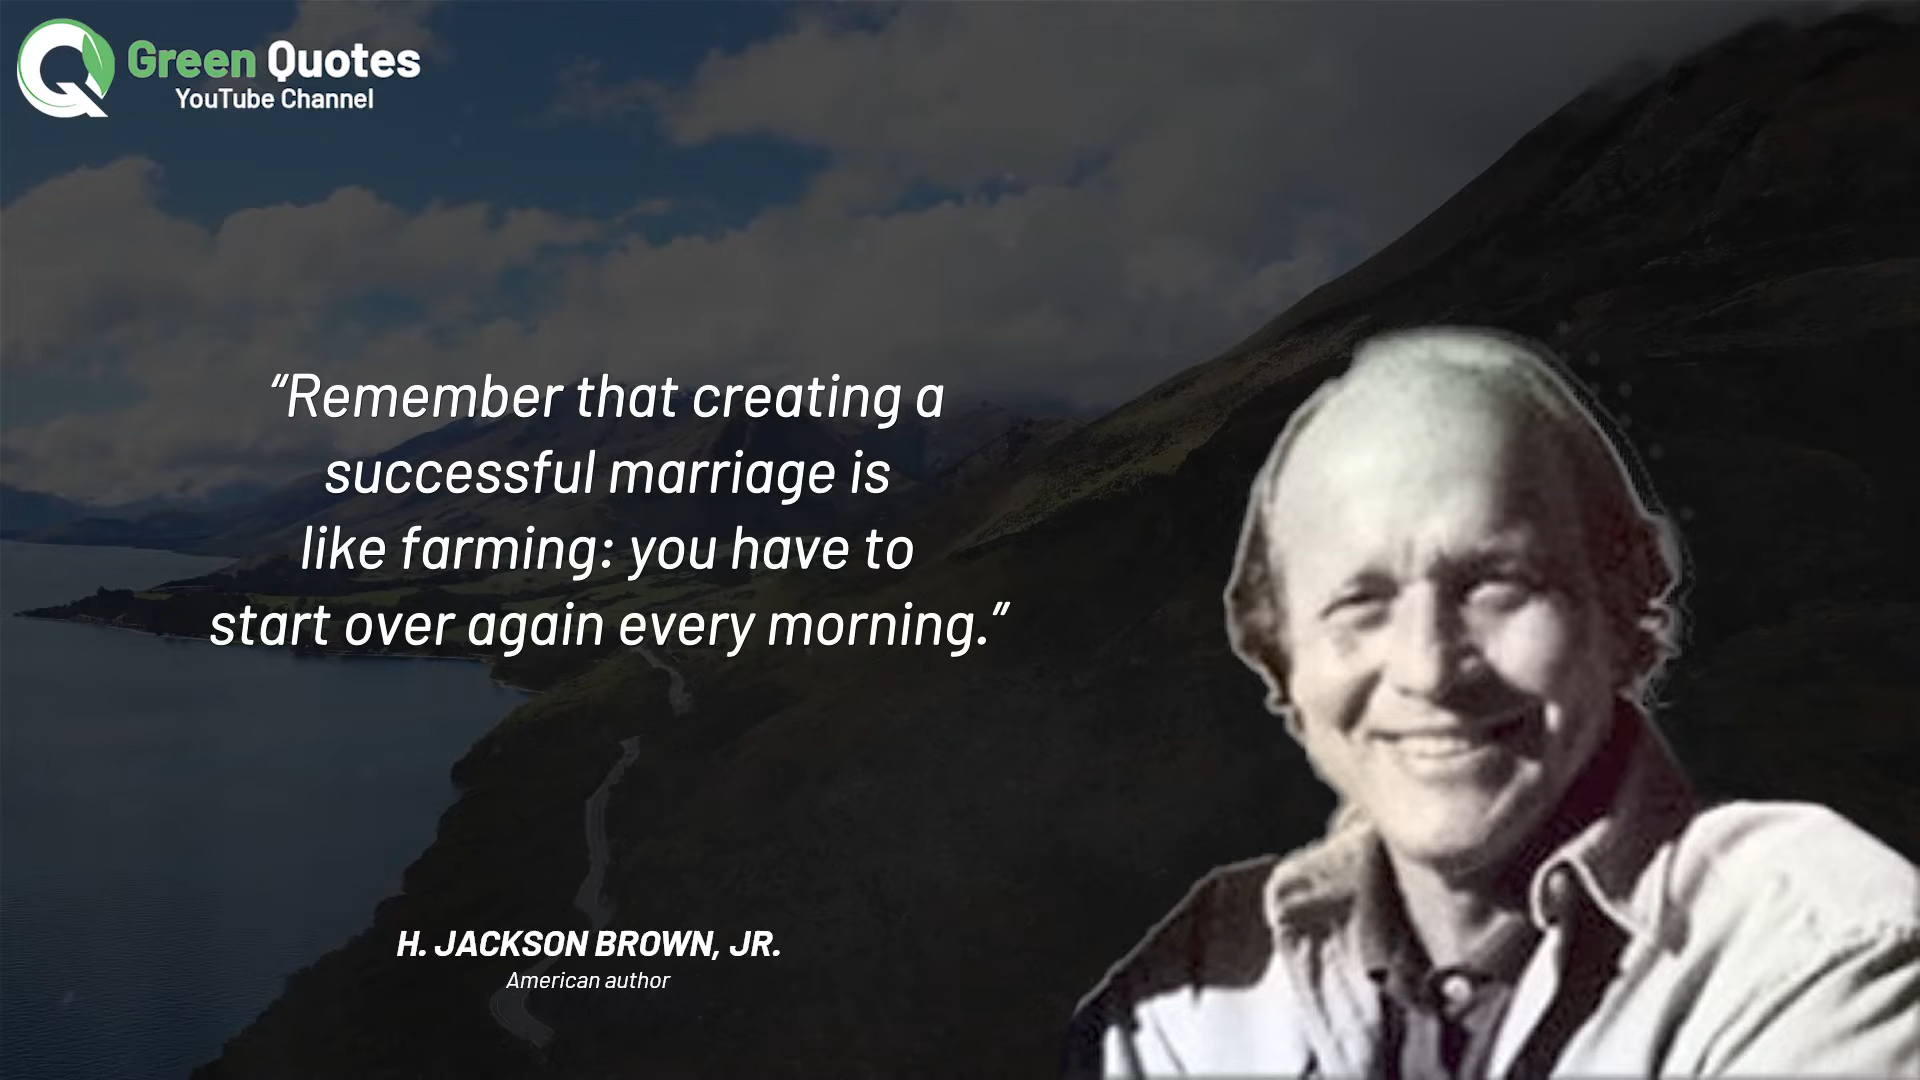 Green Quotes
YouTube Channel
“Remember that creating a
successful marriage is
like farming: you have to
start over again every morning.”
H. JACKSON BROWN, JR.
American author